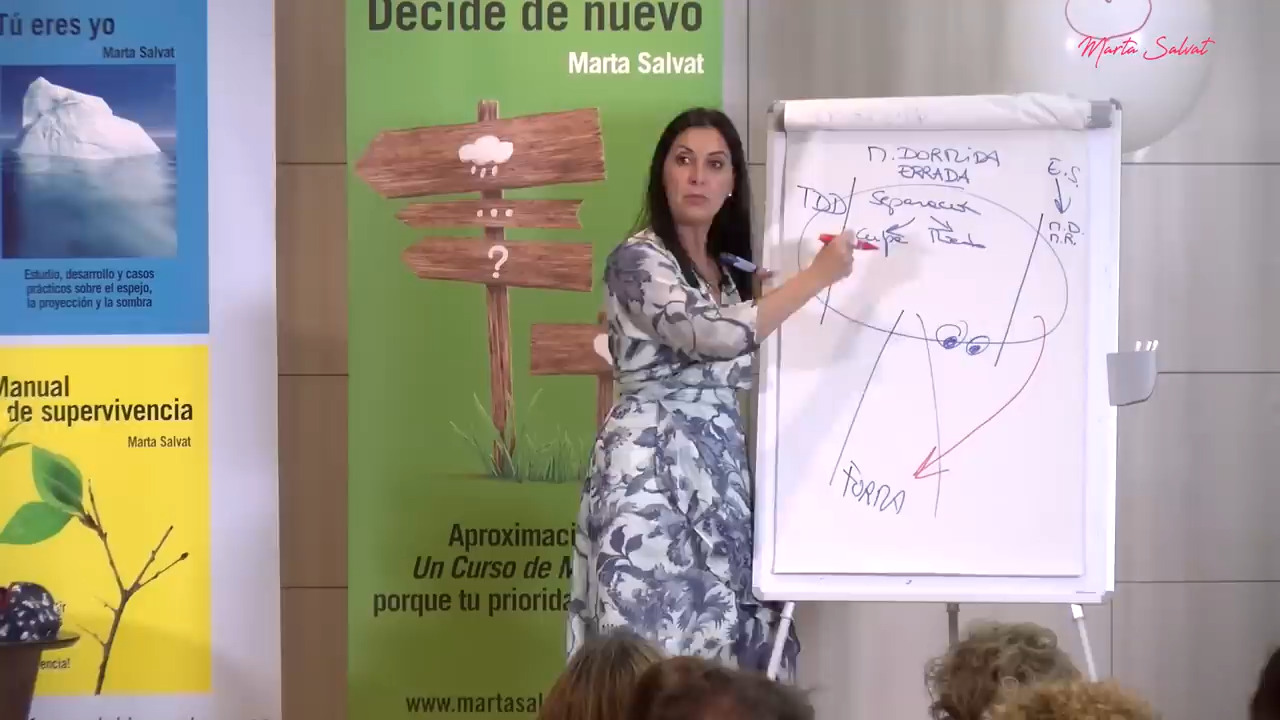 Tú eres yo
Marta Salvat
Estudio, desarrollo y casos
prácticos sobre el espejo,
la proyección y la sombra
Manual
de supervivencia
Marta Salvat
encia!
Decide de nuevo
Marta Salvat
?
Aproximaci
Un Curso de M
porque tu priorida
www.martasal
Marta Salvat
M. DORMIDA
ERRADA
TDD
Separación
Culpa Miedo
E.S.
M.D.
M.R.
FORMA